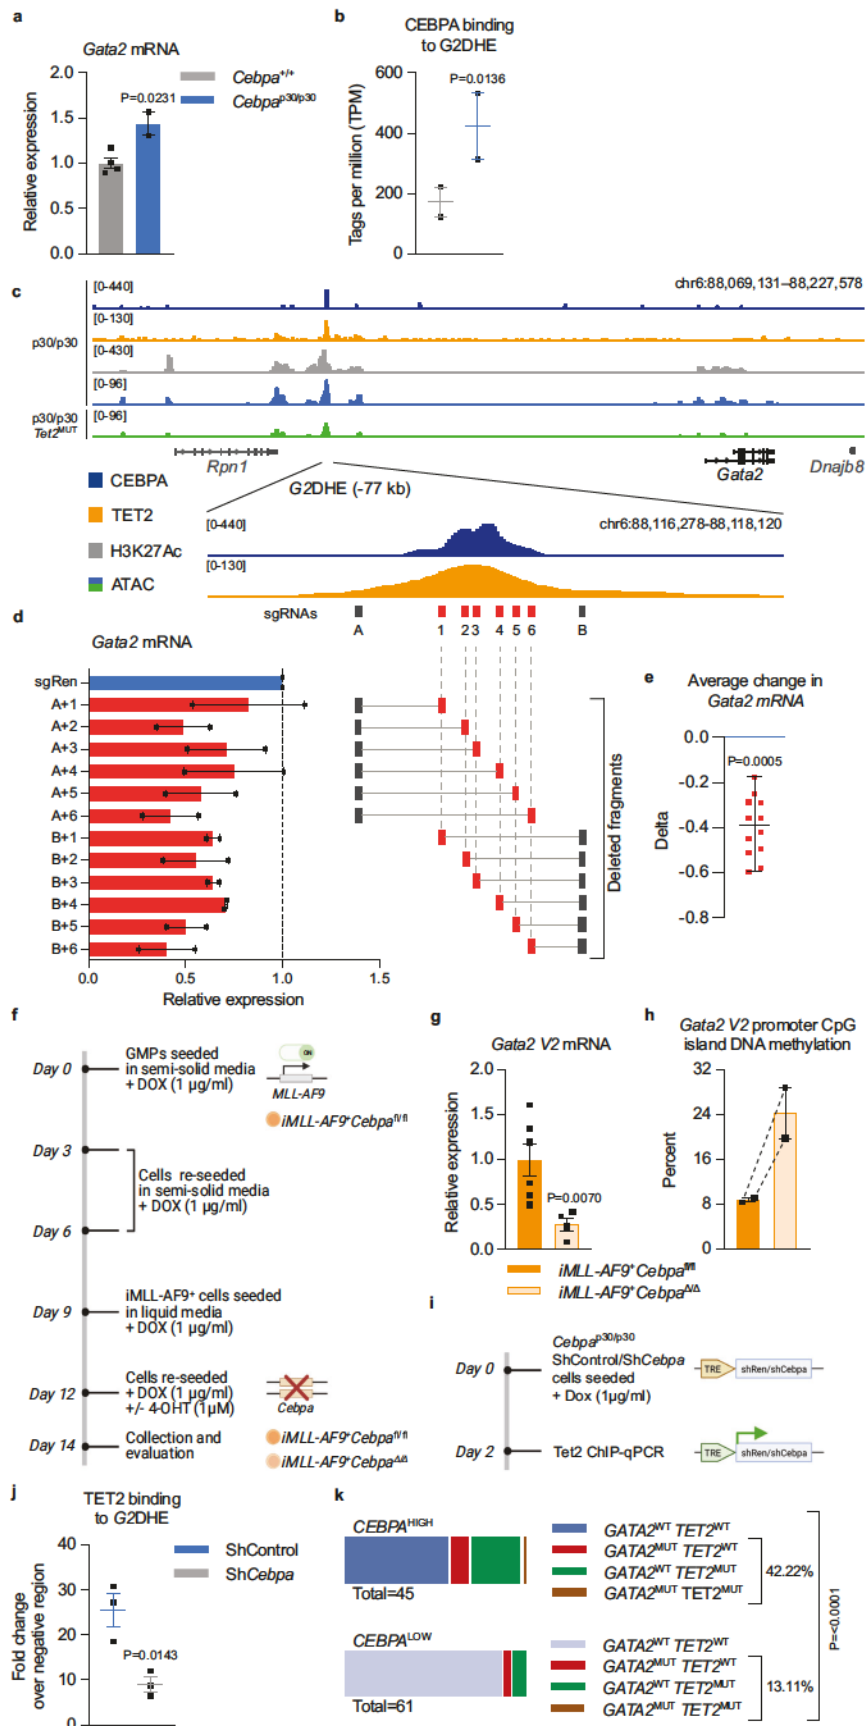 a
Gata2 mRNA
2.0
1.5
1.0
0.5
0.0
Relative expression
P=0.0231
Cebpa+/+
Cebpap30/p30
b
CEBPA binding
to G2DHE
600
400
200
0
Tags per million (TPM)
P=0.0136
c
[0-440]
chr6:88,069,131–88,227,578
[0-130]
p30/p30
[0-430]
[0-96]
p30/p30
Tet2MUT
[0-96]
Rpn1
Gata2
Dnajb8
CEBPA
TET2
H3K27Ac
ATAC
G2DHE (-77 kb)
[0-440]
chr6:88,116,278-88,118,120
[0-130]
sgRNAs
A 1 2 3 4 5 6 B
d
Gata2 mRNA
sgRen
A+1
A+2
A+3
A+4
A+5
A+6
B+1
B+2
B+3
B+4
B+5
B+6
0.0 0.5 1.0 1.5
Relative expression
Deleted fragments
e
Average change in
Gata2 mRNA
0.0
-0.2
-0.4
-0.6
-0.8
Delta
P=0.0005
f
Day 0
GMPs seeded
in semi-solid media
+ DOX (1 µg/ml)
ON
MLL-AF9
iMLL-AF9+Cebpafl/fl
Day 3
Cells re-seeded
in semi-solid media
+ DOX (1 µg/ml)
Day 6
Day 9
iMLL-AF9+ cells seeded
in liquid media
+ DOX (1 µg/ml)
Day 12
Cells re-seeded
+ DOX (1 µg/ml)
+/- 4-OHT (1µM)
Cebpa
Day 14
Collection and
evaluation
iMLL-AF9+Cebpafl/fl
iMLL-AF9+CebpaΔ/Δ
g
Gata2 V2 mRNA
2.0
1.5
1.0
0.5
0.0
Relative expression
P=0.0070
h
Gata2 V2 promoter CpG
island DNA methylation
32
24
16
8
0
Percent
iMLL-AF9+Cebpafl/fl
iMLL-AF9+CebpaΔ/Δ
i
Day 0
Cebpap30/p30
ShControl/ShCebpa
cells seeded
+ Dox (1µg/ml)
TRE
shRen/shCebpa
Day 2
Tet2 ChIP-qPCR
TRE
shRen/shCebpa
j
TET2 binding
to G2DHE
40
30
20
10
0
Fold change
over negative region
P=0.0143
ShControl
ShCebpa
k
CEBPAHIGH
Total=45
GATA2WT TET2WT
GATA2MUT TET2WT
GATA2WT TET2MUT
GATA2MUT TET2MUT
42.22%
CEBPALOW
Total=61
GATA2WT TET2WT
GATA2MUT TET2WT
GATA2WT TET2MUT
GATA2MUT TET2MUT
13.11%
P=<0.0001